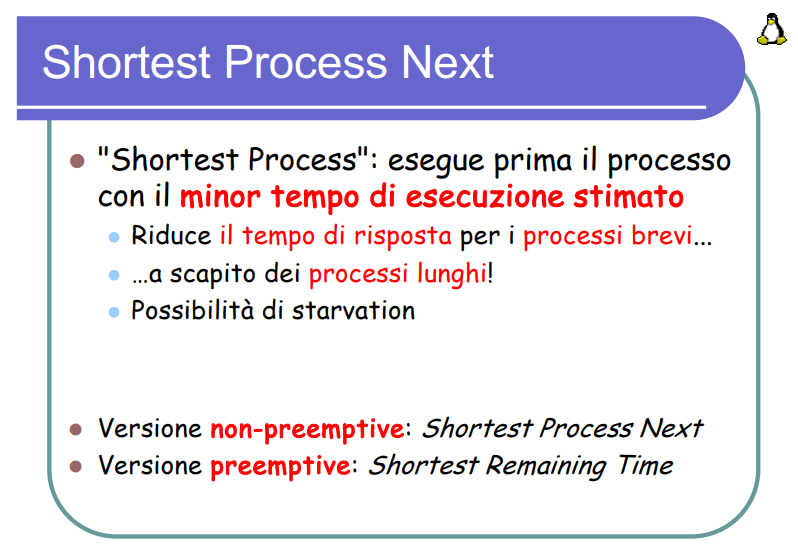 Shortest Process Next
"Shortest Process": esegue prima il processo
con il minor tempo di esecuzione stimato
Riduce il tempo di risposta per i processi brevi...
...a scapito dei processi lunghi!
Possibilità di starvation
Versione non-preemptive: Shortest Process Next
Versione preemptive: Shortest Remaining Time